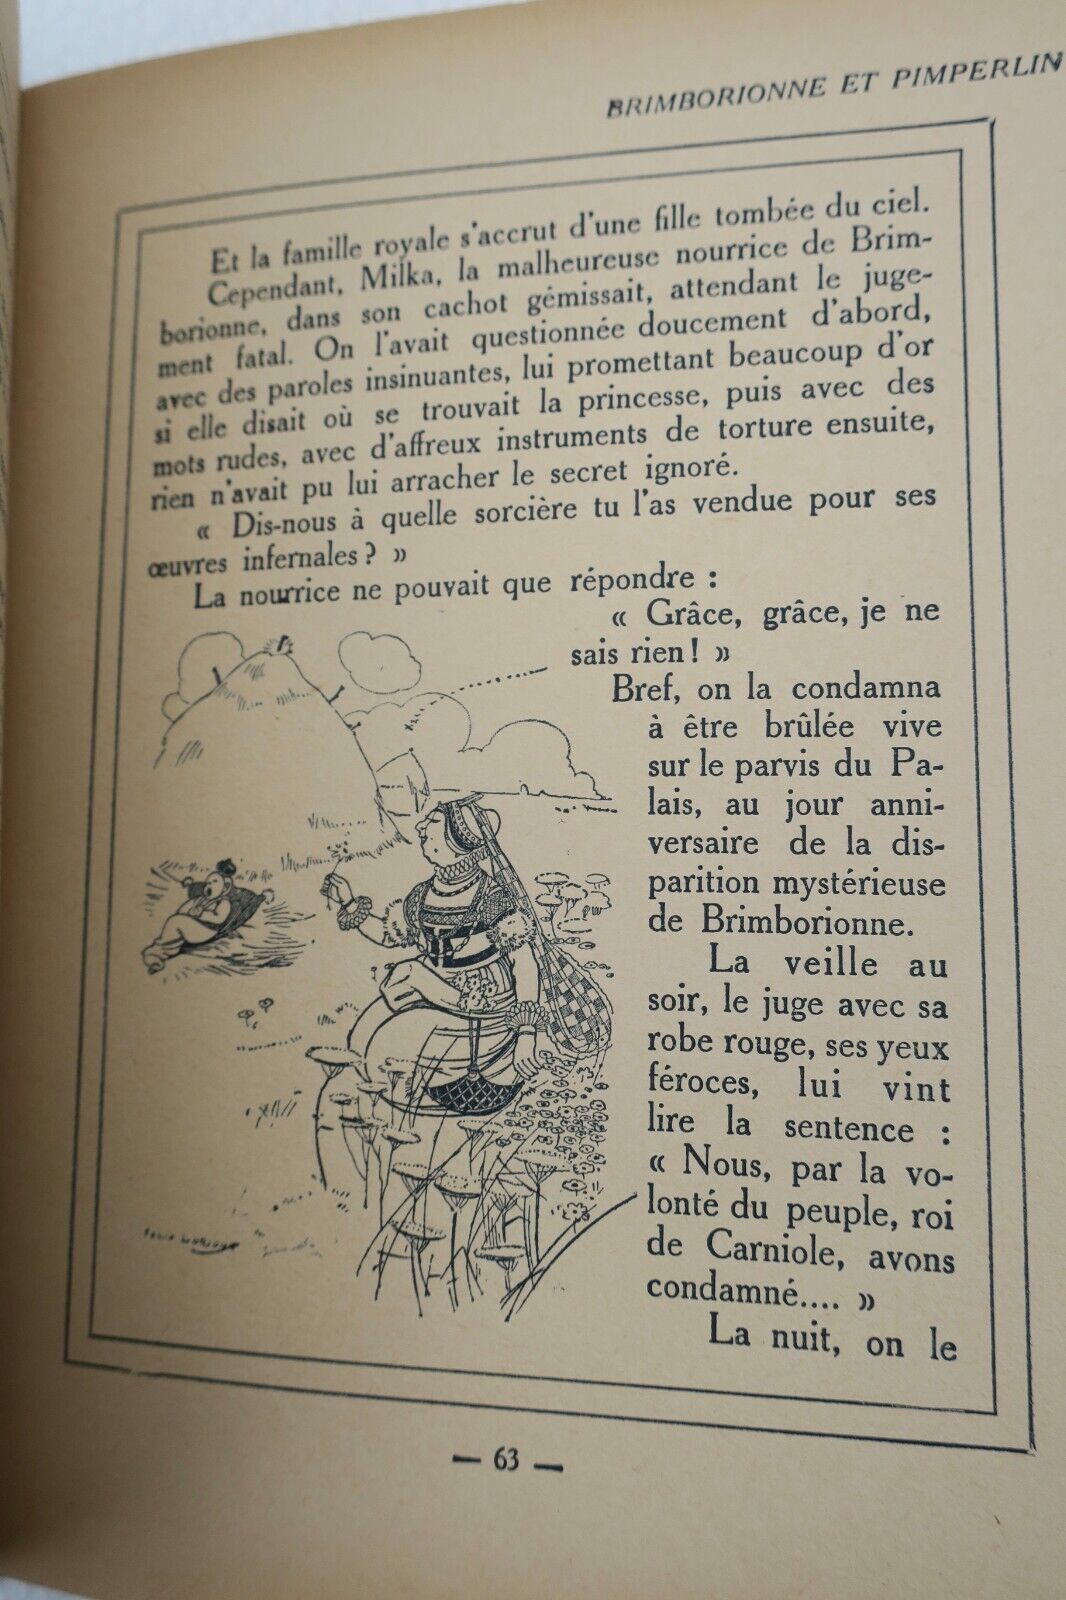 BRIMBORIONNE ET PIMPERLIN
Et la famille royale s'accrut d'une fille tombée du ciel.
Cependant, Milka, la malheureuse nourrice de Brim-
borionne, dans son cachot gémissait, attendant le juge-
ment fatal. On l'avait questionnée doucement d'abord,
avec des paroles insinuantes, lui promettant beaucoup d'or
si elle disait où se trouvait la princesse, puis avec des
mots rudes, avec d'affreux instruments de torture ensuite,
rien n'avait pu lui arracher le secret ignoré.
« Dis-nous à quelle sorcière tu l'as vendue pour ses
œuvres infernales ? »
La nourrice ne pouvait que répondre :
« Grâce, grâce, je ne
sais rien ! »
Bref, on la condamna
à être brûlée vive
sur le parvis du Pa-
lais, au jour anni-
versaire de la dis-
parition mystérieuse
de Brimborionne.
La veille au
soir, le juge avec sa
robe rouge, ses yeux
féroces, lui vint
lire la sentence :
« Nous, par la vo-
lonté du peuple, roi
de Carniole, avons
condamné.... »
La nuit, on le
— 63 —